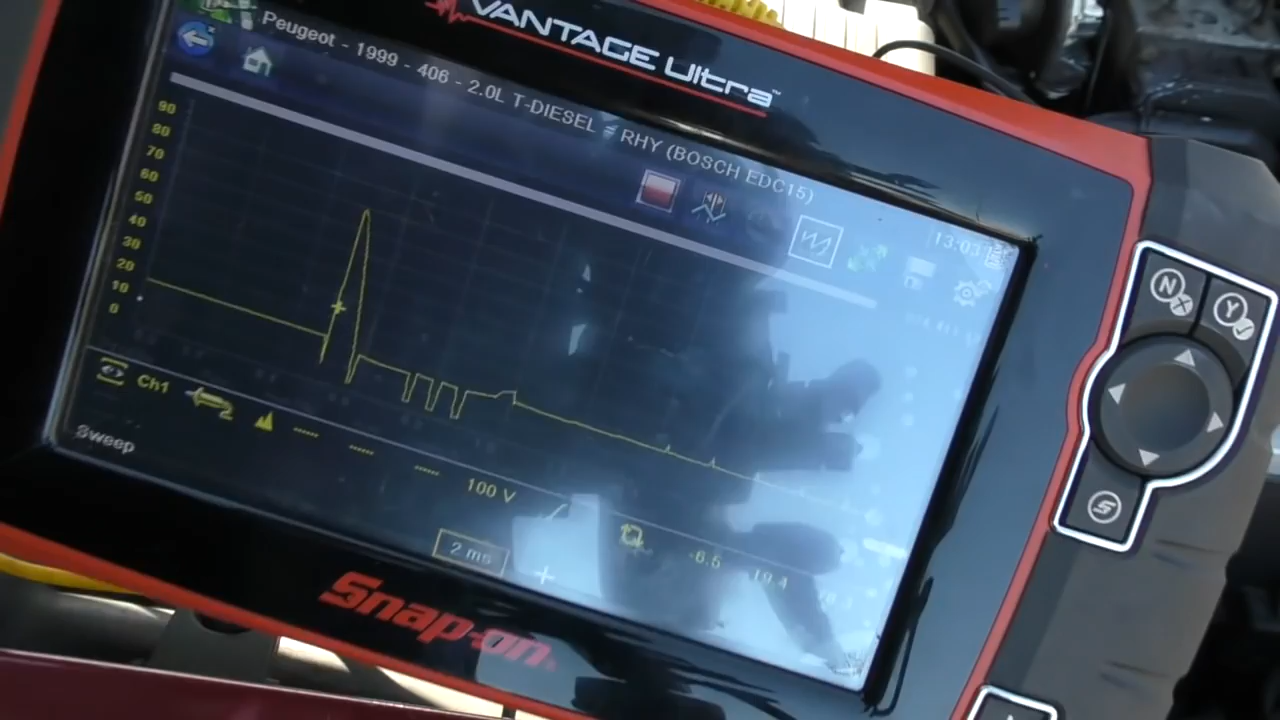 VANTAGE Ultra™
Peugeot - 1999 - 406 - 2.0L T-DIESEL - RHY (BOSCH EDC15)
13:03
90
80
70
60
50
40
30
20
10
0
Ch1
100 V
-6.5
19.4
Sweep
2 ms
Snap-on
N
Y
S